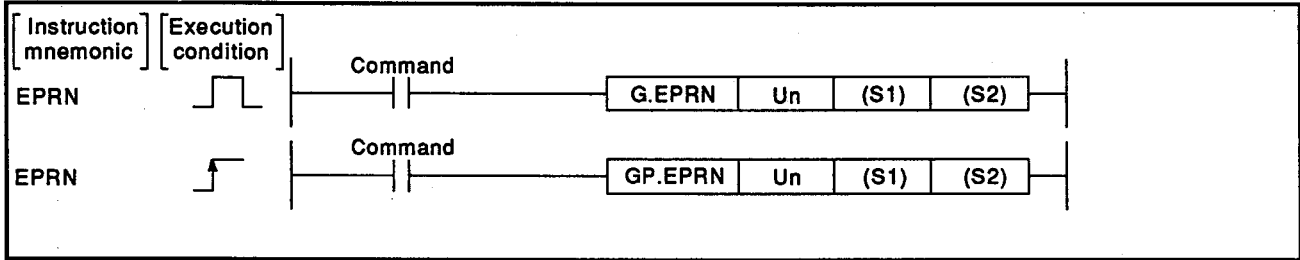 [Instruction mnemonic] [Execution condition]
Command
EPRN G.EPRN Un (S1) (S2)
Command
EPRN GP.EPRN Un (S1) (S2)